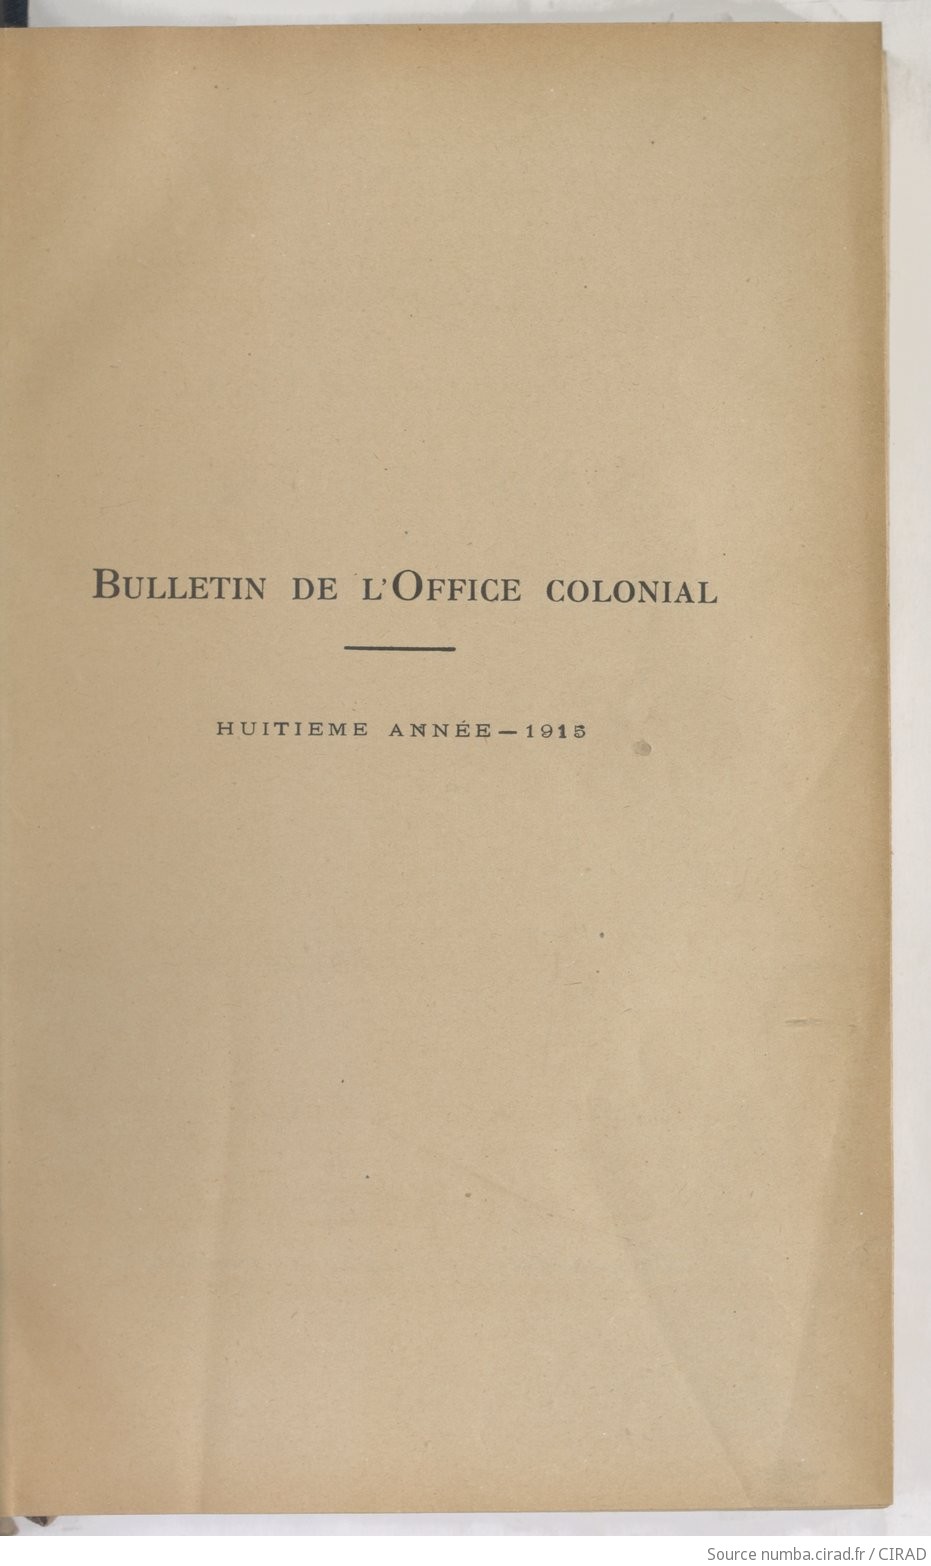 BULLETIN DE L'OFFICE COLONIAL
HUITIEME ANNÉE—1915
Source numba.cirad.fr / CIRAD